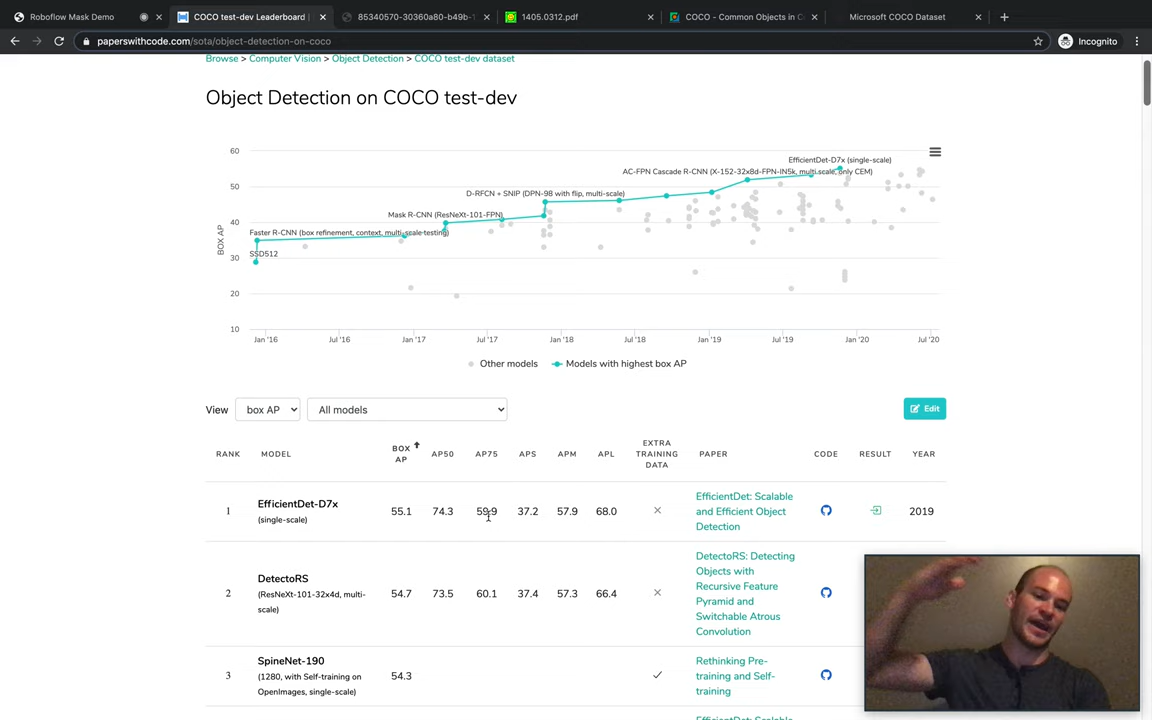 Roboflow Mask Demo
COCO test-dev Leaderboard |
85340570-30360a80-b49b-1
1405.0312.pdf
COCO - Common Objects in C
Microsoft COCO Dataset
paperswithcode.com/sota/object-detection-on-coco
Incognito
Browse > Computer Vision > Object Detection > COCO test-dev dataset
Object Detection on COCO test-dev
60
50
40
30
20
10
BOX AP
EfficientDet-D7x (single-scale)
AC-FPN Cascade R-CNN (X-152-32x8d-FPN-IN5k, multi scale, only CEM)
D-RFCN + SNIP (DPN-98 with flip, multi-scale)
Mask R-CNN (ResNeXt-101-FPN)
Faster R-CNN (box refinement, context, multi-scale testing)
SSD512
Jan '16 Jul '16 Jan '17 Jul '17 Jan '18 Jul '18 Jan '19 Jul '19 Jan '20 Jul '20
Other models Models with highest box AP
View box AP All models Edit
RANK MODEL BOX AP AP50 AP75 APS APM APL EXTRA TRAINING DATA PAPER CODE RESULT YEAR
1 EfficientDet-D7x 55.1 74.3 59.9 37.2 57.9 68.0 EfficientDet: Scalable 2019
(single-scale) and Efficient Object
Detection
2 DetectoRS 54.7 73.5 60.1 37.4 57.3 66.4 DetectoRS: Detecting
(ResNeXt-101-32x4d, multi- Objects with
scale) Recursive Feature
Pyramid and
Switchable Atrous
Convolution
3 SpineNet-190 54.3 Rethinking Pre-
(1280, with Self-training on training and Self-
OpenImages, single-scale) training